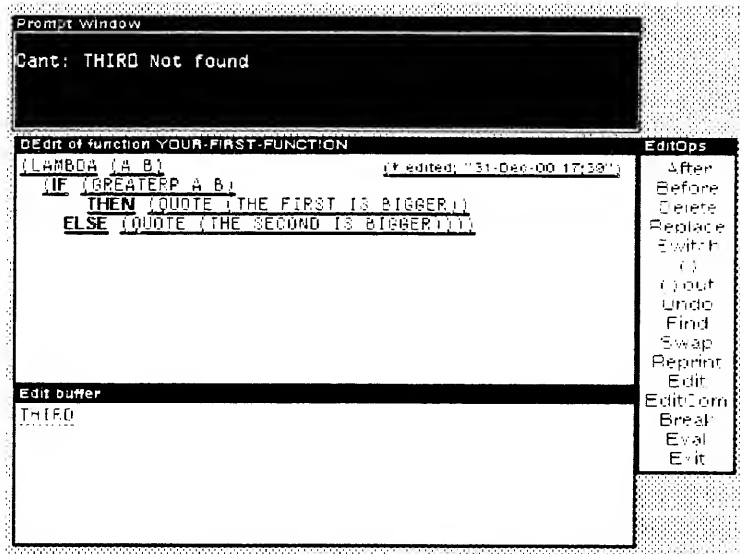 Prompt Window
Cant: THIRD Not found
DEdit of function YOUR-FIRST-FUNCTION
(LAMBDA (A B) (* edited; "31-Dec-00 17:39")
(IF (GREATERP A B)
THEN (QUOTE (THE FIRST IS BIGGER))
ELSE (QUOTE (THE SECOND IS BIGGER))))
Edit buffer
THIRD
EditOps
After
Before
Delete
Replace
Switch
()
() out
Undo
Find
Swap
Reprint
Edit
EditCom
Break
Eval
Exit